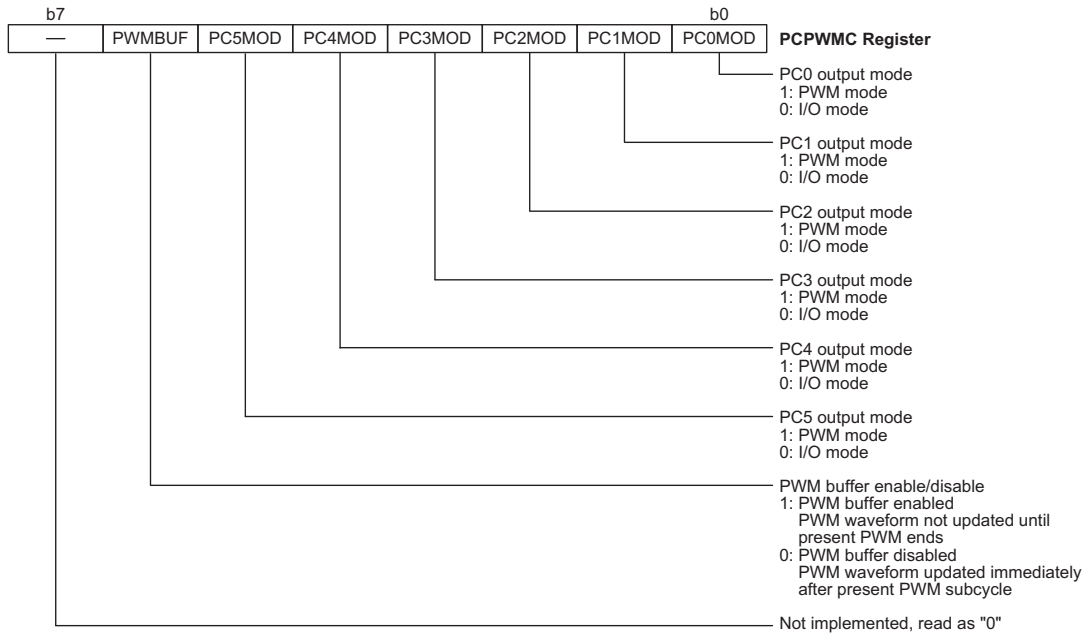 b7 b0
— PWMBUF PC5MOD PC4MOD PC3MOD PC2MOD PC1MOD PC0MOD PCPWMC Register
PC0 output mode
1: PWM mode
0: I/O mode
PC1 output mode
1: PWM mode
0: I/O mode
PC2 output mode
1: PWM mode
0: I/O mode
PC3 output mode
1: PWM mode
0: I/O mode
PC4 output mode
1: PWM mode
0: I/O mode
PC5 output mode
1: PWM mode
0: I/O mode
PWM buffer enable/disable
1: PWM buffer enabled
PWM waveform not updated until
present PWM ends
0: PWM buffer disabled
PWM waveform updated immediately
after present PWM subcycle
Not implemented, read as "0"